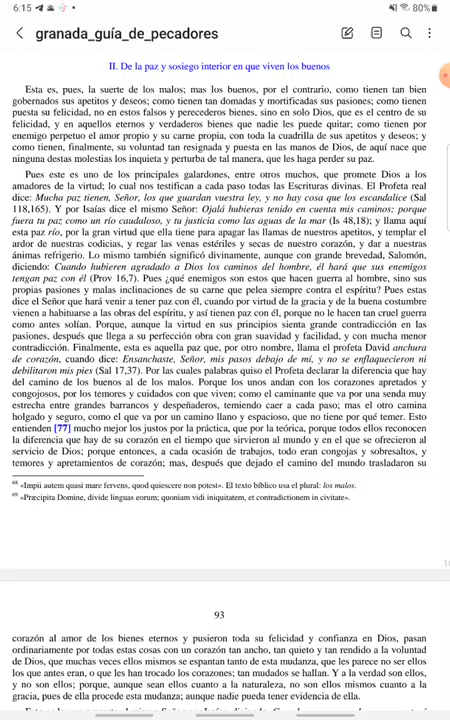 6:15
80%
granada_guía_de_pecadores
II. De la paz y sosiego interior en que viven los buenos
Esta es, pues, la suerte de los malos; mas los buenos, por el contrario, como tienen tan bien
gobernados sus apetitos y deseos; como tienen tan domadas y mortificadas sus pasiones; como tienen
puesta su felicidad, no en estos falsos y perecederos bienes, sino en solo Dios, que es el centro de su
felicidad, y en aquellos eternos y verdaderos bienes que nadie les puede quitar; como tienen por
enemigo perpetuo el amor propio y su carne propia, con toda la cuadrilla de sus apetitos y deseos; y
como tienen, finalmente, su voluntad tan resignada y puesta en las manos de Dios, de aquí nace que
ninguna destas molestias los inquieta y perturba de tal manera, que les haga perder su paz.
Pues este es uno de los principales galardones, entre otros muchos, que promete Dios a los
amadores de la virtud; lo cual nos testifican a cada paso todas las Escrituras divinas. El Profeta real
dice: Mucha paz tienen, Señor, los que guardan vuestra ley, y no hay cosa que los escandalice (Sal
118,165). Y por Isaías dice el mismo Señor: Ojalá hubieras tenido en cuenta mis caminos; porque
fuera tu paz como un río caudaloso, y tu justicia como las aguas de la mar (Is 48,18); y llama aquí
esta paz río, por la gran virtud que ella tiene para apagar las llamas de nuestros apetitos, y templar el
ardor de nuestras codicias, y regar las venas estériles y secas de nuestro corazón, y dar a nuestras
ánimas refrigerio. Lo mismo también significó divinamente, aunque con grande brevedad, Salomón,
diciendo: Cuando hubieren agradado a Dios los caminos del hombre, él hará que sus enemigos
tengan paz con él (Prov 16,7). Pues ¿qué enemigos son estos que hacen guerra al hombre, sino sus
propias pasiones y malas inclinaciones de su carne que pelea siempre contra el espíritu? Pues estas
dice el Señor que hará venir a tener paz con él, cuando por virtud de la gracia y de la buena costumbre
vienen a habituarse a las obras del espíritu, y así tienen paz con él, porque no le hacen tan cruel guerra
como antes solían. Porque, aunque la virtud en sus principios sienta grande contradicción en las
pasiones, después que llega a su perfección obra con gran suavidad y facilidad, y con mucha menor
contradicción. Finalmente, esta es aquella paz que, por otro nombre, llama el profeta David anchura
de corazón, cuando dice: Ensanchaste, Señor, mis pasos debajo de mí, y no se enflaquecieron ni
debilitaron mis pies (Sal 17,37). Por las cuales palabras quiso el Profeta declarar la diferencia que hay
del camino de los buenos al de los malos. Porque los unos andan con los corazones apretados y
congojosos, por los temores y cuidados con que viven; como el caminante que va por una senda muy
estrecha entre grandes barrancos y despeñaderos, temiendo caer a cada paso; mas el otro camina
holgado y seguro, como el que va por un camino llano y espacioso, que no tiene por qué temer. Esto
entienden [77] mucho mejor los justos por la práctica, que por la teórica, porque todos ellos reconocen
la diferencia que hay de su corazón en el tiempo que sirvieron al mundo y en el que se ofrecieron al
servicio de Dios; porque entonces, a cada ocasión de trabajos, todo eran congojas y sobresaltos, y
temores y apretamientos de corazón; mas, después que dejado el camino del mundo trasladaron su
68 «Impii autem quasi mare fervens, quod quiescere non potest». El texto bíblico usa el plural: los malos.
69 «Præcipita Domine, divide linguas eorum; quoniam vidi iniquitatem, et contradictionem in civitate».
93
corazón al amor de los bienes eternos y pusieron toda su felicidad y confianza en Dios, pasan
ordinariamente por todas estas cosas con un corazón tan ancho, tan quieto y tan rendido a la voluntad
de Dios, que muchas veces ellos mismos se espantan tanto de esta mudanza, que les parece no ser ellos
los que antes eran, o que les han trocado los corazones; tan mudados se hallan. Y a la verdad son ellos,
y no son ellos; porque, aunque sean ellos cuanto a la naturaleza, no son ellos mismos cuanto a la
gracia, pues de ella procede esta mudanza; aunque nadie pueda tener evidencia de ella.